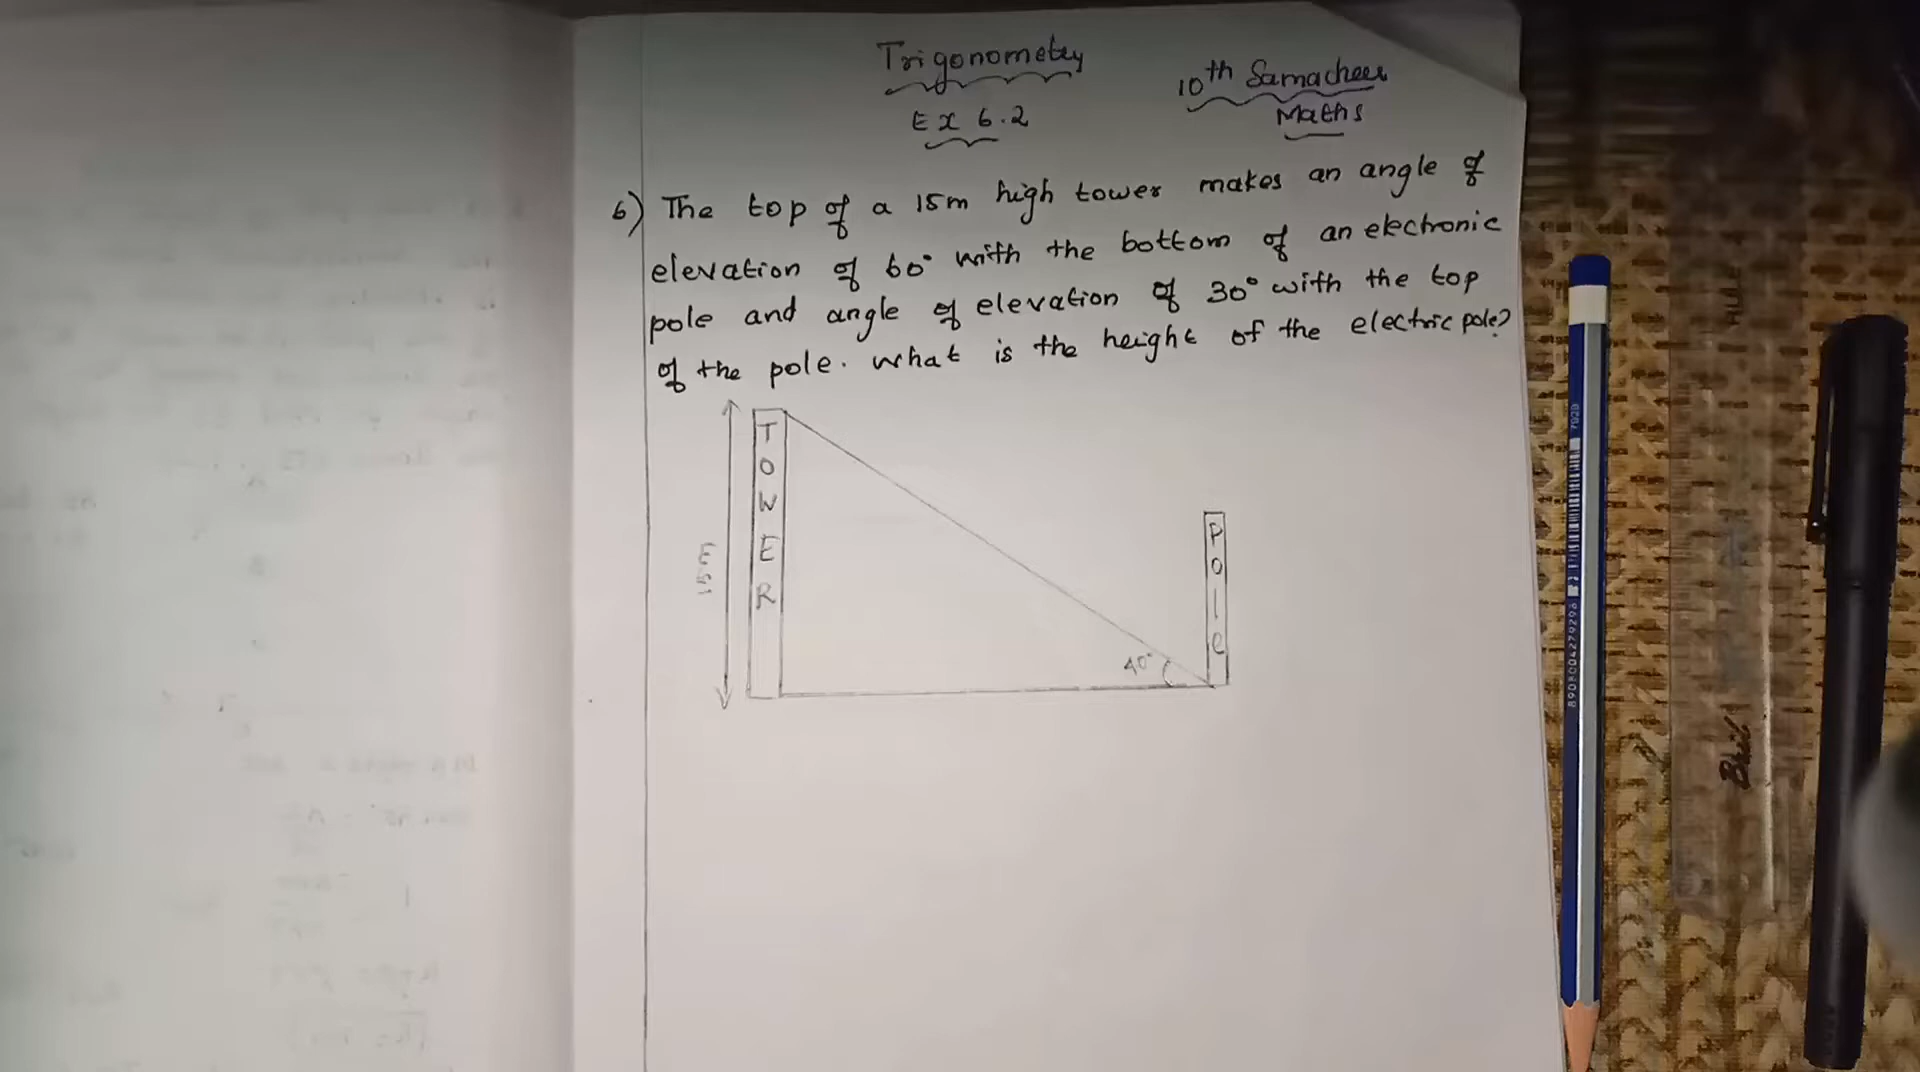 Trigonometry
10th Samacheer
Maths
Ex 6.2
6) The top of a 15m high tower makes an angle of
elevation of 60° with the bottom of an electronic
pole and angle of elevation of 30° with the top
of the pole. What is the height of the electric pole?
TOWER
15m
Pole
40°
7020
8908004279296